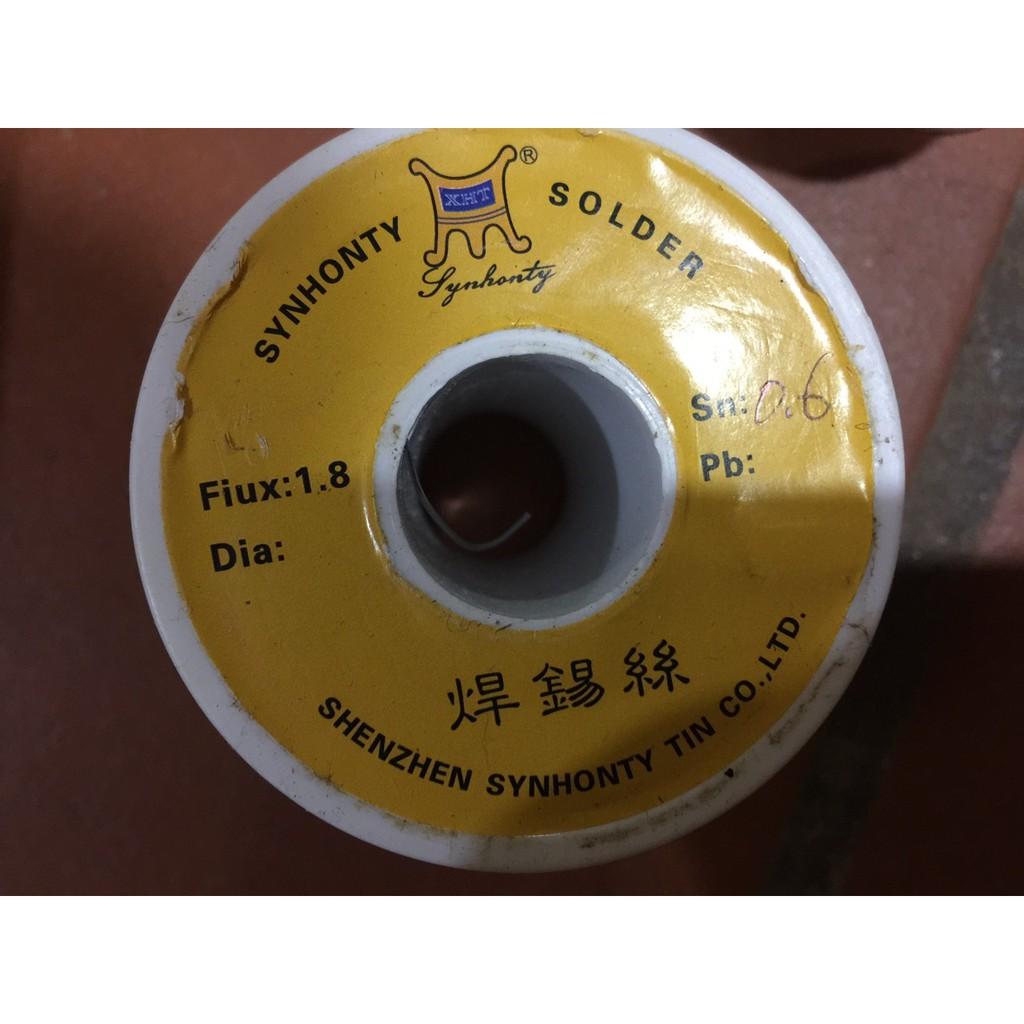 SYNHONTY SOLDER
XHT
®
Synhonty
Sn: 0.6
Pb:
Fiux:1.8
Dia:
焊錫絲
SHENZHEN SYNHONTY TIN CO.,LTD.